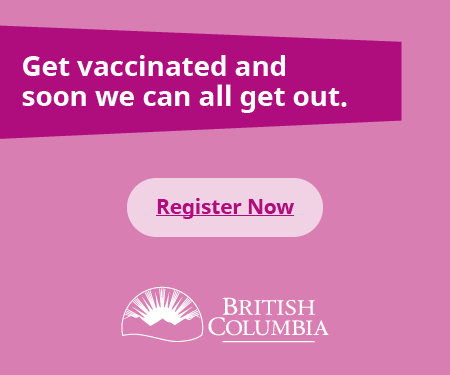 Get vaccinated and
soon we can all get out.
Register Now
BRITISH
COLUMBIA